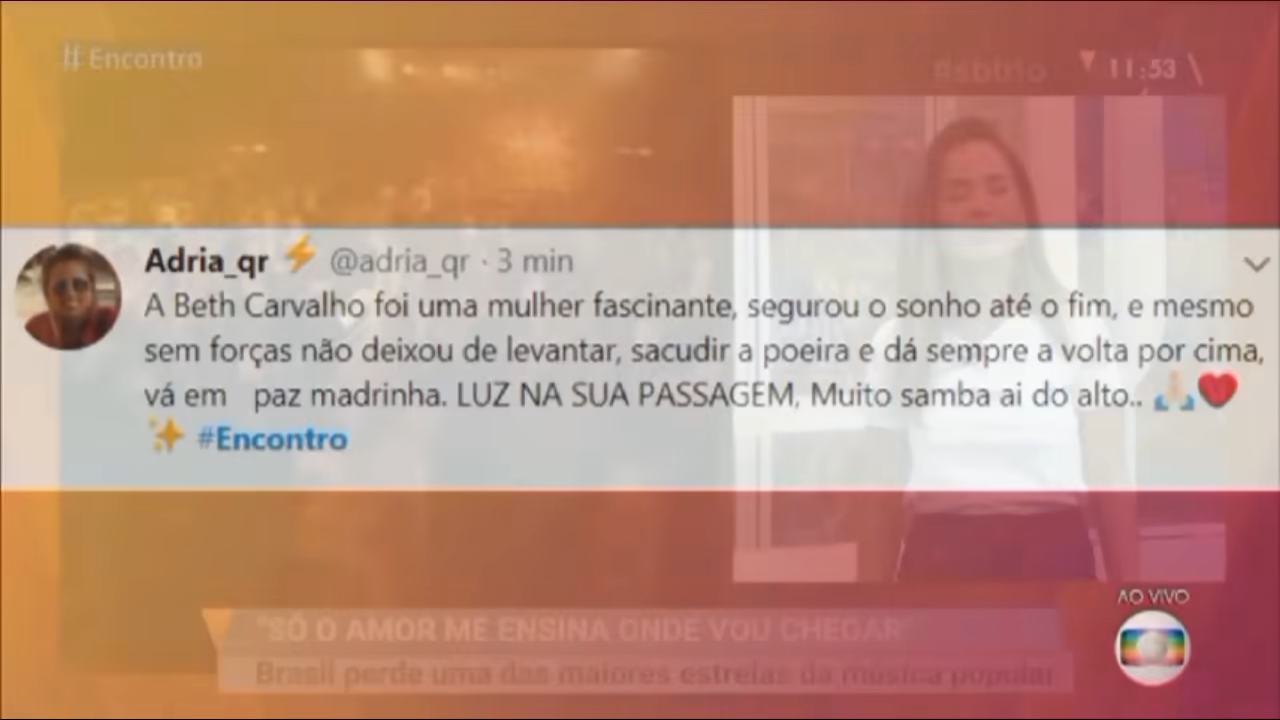 # Encontro
#sbtrio
11:53
Adria_qr ⚡ @adria_qr · 3 min
A Beth Carvalho foi uma mulher fascinante, segurou o sonho até o fim, e mesmo
sem forças não deixou de levantar, sacudir a poeira e dá sempre a volta por cima,
vá em paz madrinha. LUZ NA SUA PASSAGEM, Muito samba ai do alto.. 🙏❤️
✨ #Encontro
AO VIVO
"SÓ O AMOR ME ENSINA ONDE VOU CHEGAR"
Brasil perde uma das maiores estrelas da música popular